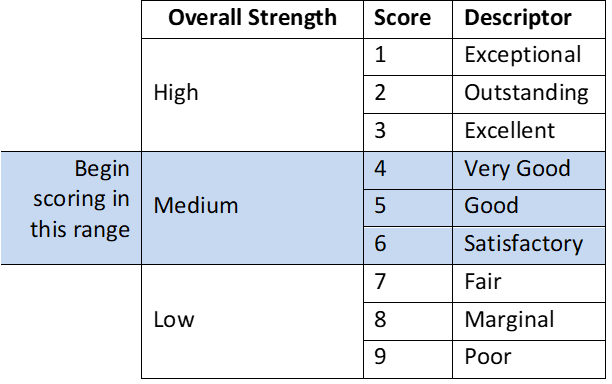 Overall Strength Score Descriptor
1 Exceptional
High 2 Outstanding
3 Excellent
Begin scoring in this range
Medium
4 Very Good
5 Good
6 Satisfactory
7 Fair
Low 8 Marginal
9 Poor